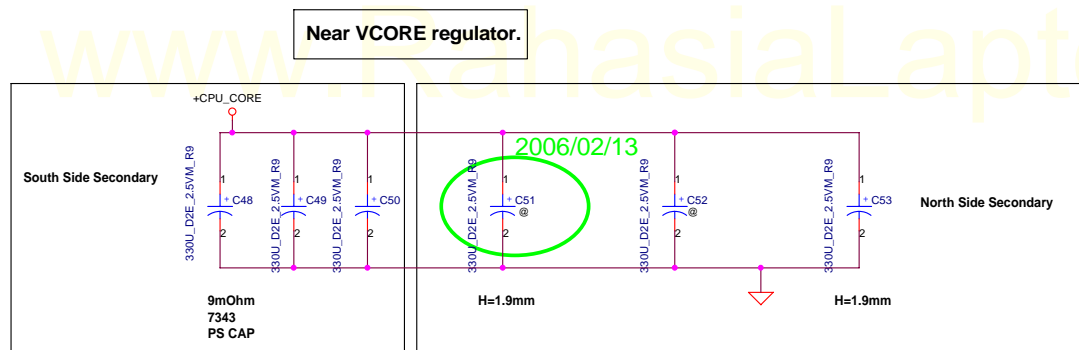 www.RahasiaLapto
Near VCORE regulator.
+CPU_CORE
2006/02/13
South Side Secondary
North Side Secondary
330U_D2E_2.5VM_R9
1
+ C48
2
330U_D2E_2.5VM_R9
1
+ C49
2
330U_D2E_2.5VM_R9
1
+ C50
2
330U_D2E_2.5VM_R9
1
+ C51
@
2
330U_D2E_2.5VM_R9
1
+ C52
@
2
330U_D2E_2.5VM_R9
1
+ C53
2
9mOhm
7343
PS CAP
H=1.9mm
H=1.9mm